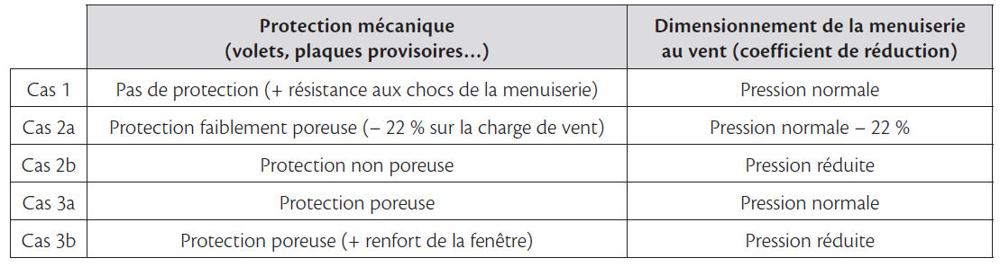 Protection mécanique
(volets, plaques provisoires…)
Dimensionnement de la menuiserie
au vent (coefficient de réduction)
Cas 1 Pas de protection (+ résistance aux chocs de la menuiserie) Pression normale
Cas 2a Protection faiblement poreuse (– 22 % sur la charge de vent) Pression normale – 22 %
Cas 2b Protection non poreuse Pression réduite
Cas 3a Protection poreuse Pression normale
Cas 3b Protection poreuse (+ renfort de la fenêtre) Pression réduite